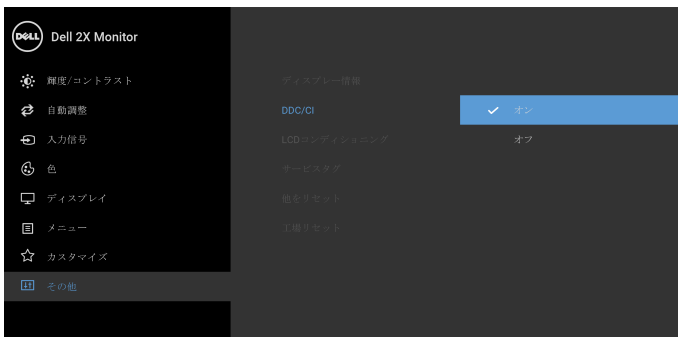 DELL Dell 2X Monitor
輝度/コントラスト
自動調整
入力信号
色
ディスプレイ
メニュー
カスタマイズ
その他
ディスプレー情報
DDC/CI
LCDコンディショニング
サービスタグ
他をリセット
工場リセット
オン
オフ